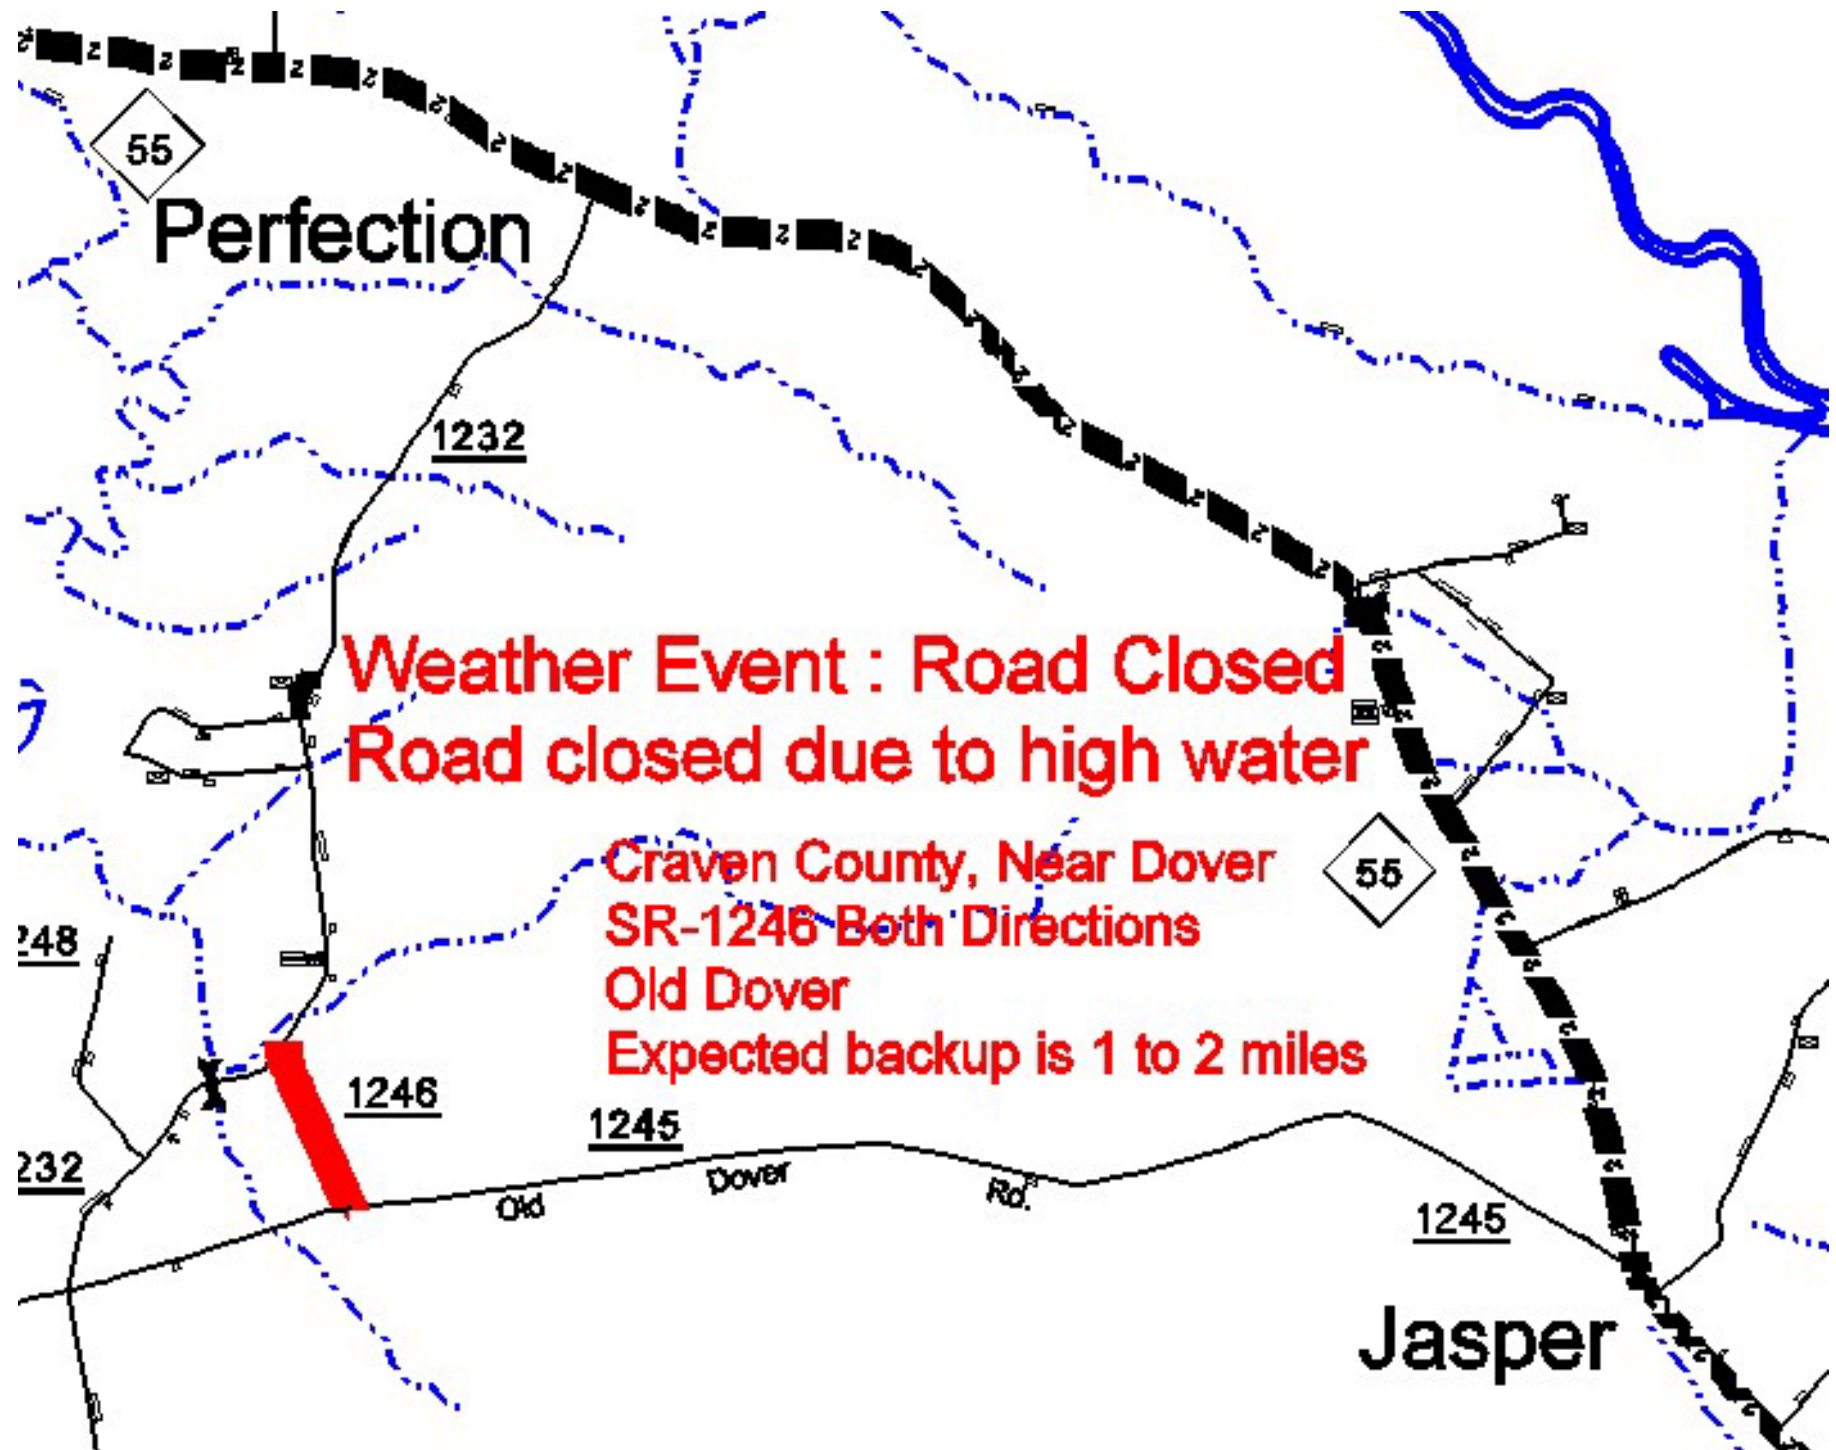 55
Perfection
1232
Weather Event : Road Closed
Road closed due to high water
Craven County, Near Dover
SR-1246 Both Directions
Old Dover
Expected backup is 1 to 2 miles
55
248
1246
1245
232
Old Dover Rd.
1245
Jasper